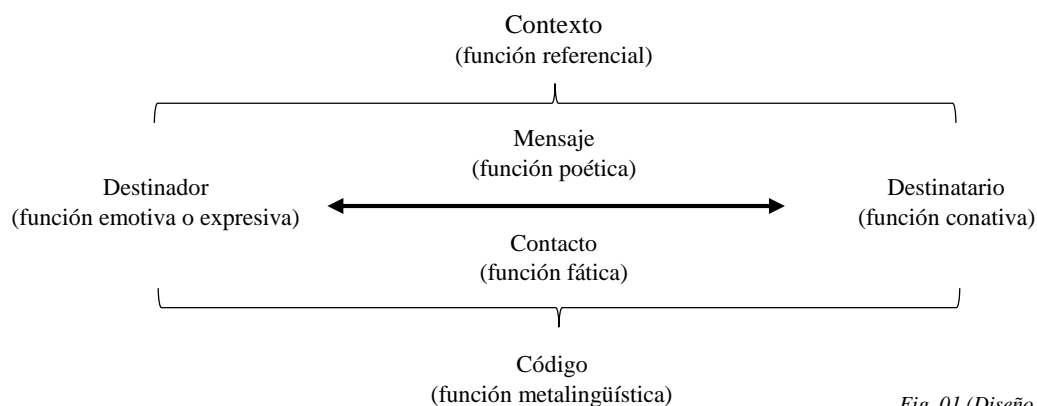 Contexto
(función referencial)
Mensaje
(función poética)
Destinador
(función emotiva o expresiva)
Destinatario
(función conativa)
Contacto
(función fática)
Código
(función metalingüística)
Fig. 01 (Diseño